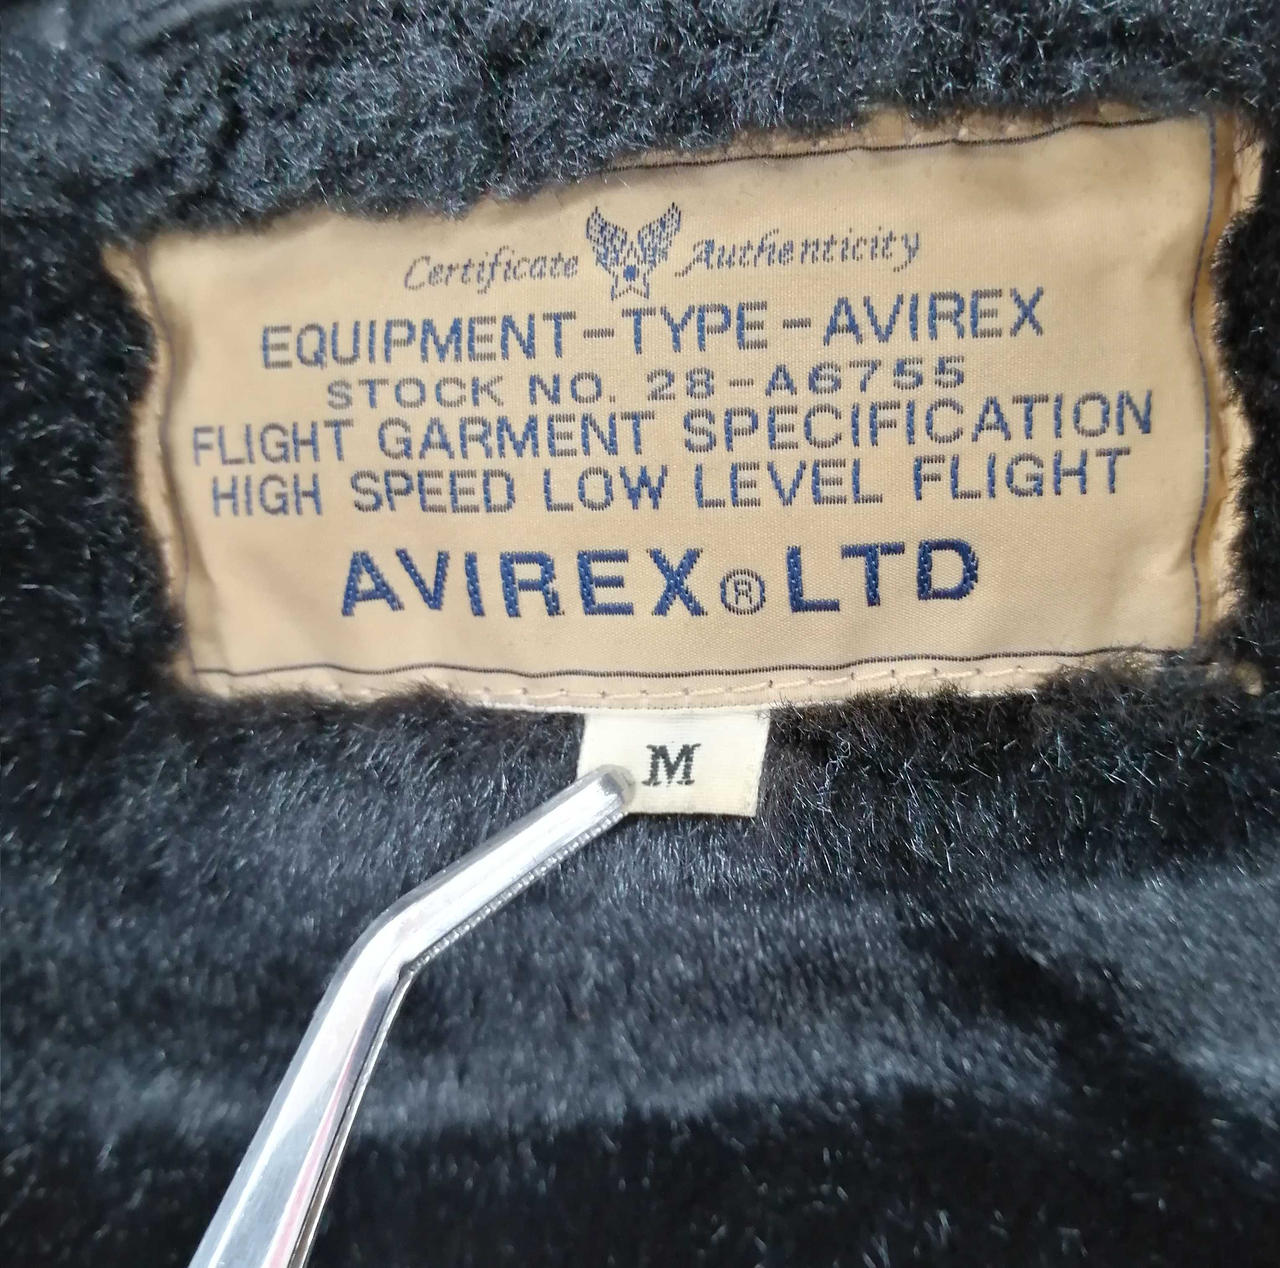 Certificate Authenticity
EQUIPMENT-TYPE-AVIREX
STOCK NO. 28-A6755
FLIGHT GARMENT SPECIFICATION
HIGH SPEED LOW LEVEL FLIGHT
AVIREX® LTD
M